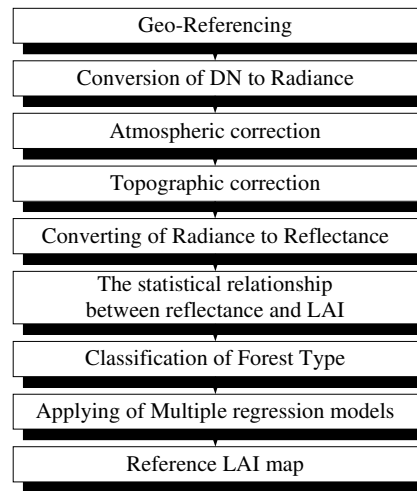 Geo-Referencing
Conversion of DN to Radiance
Atmospheric correction
Topographic correction
Converting of Radiance to Reflectance
The statistical relationship
between reflectance and LAI
Classification of Forest Type
Applying of Multiple regression models
Reference LAI map